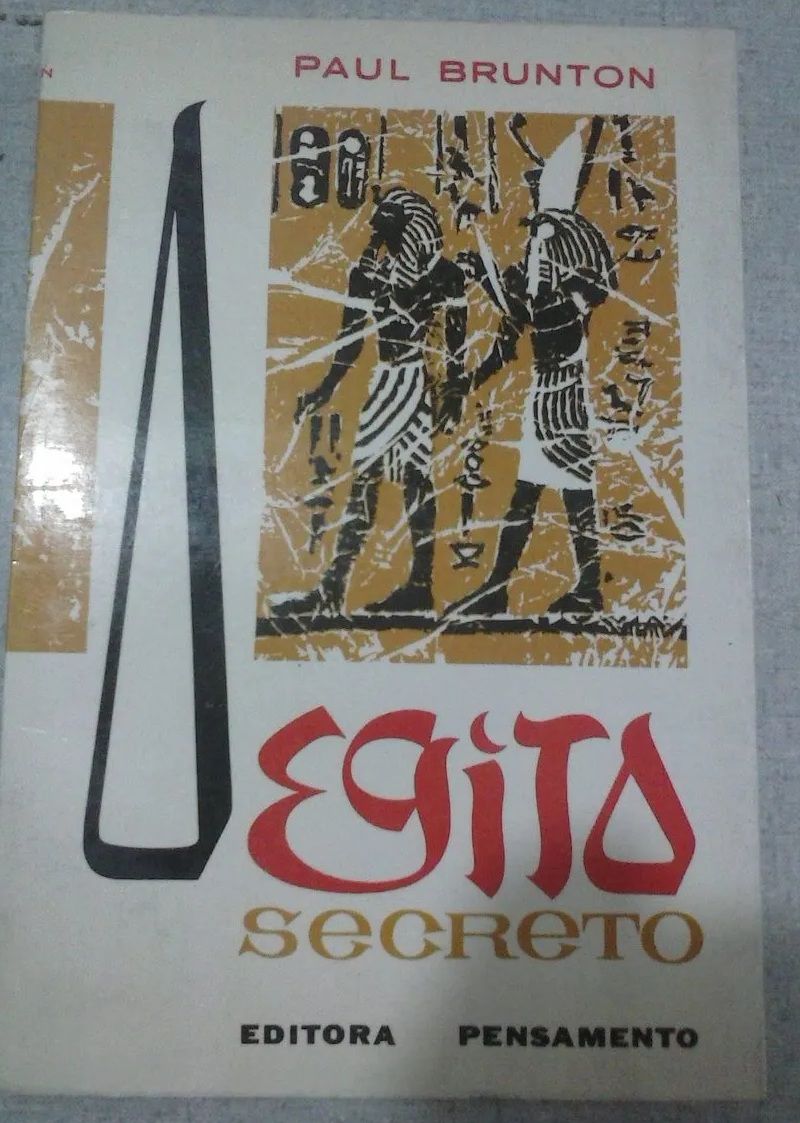 N
PAUL BRUNTON
O EGITO
SECRETO
EDITORA PENSAMENTO